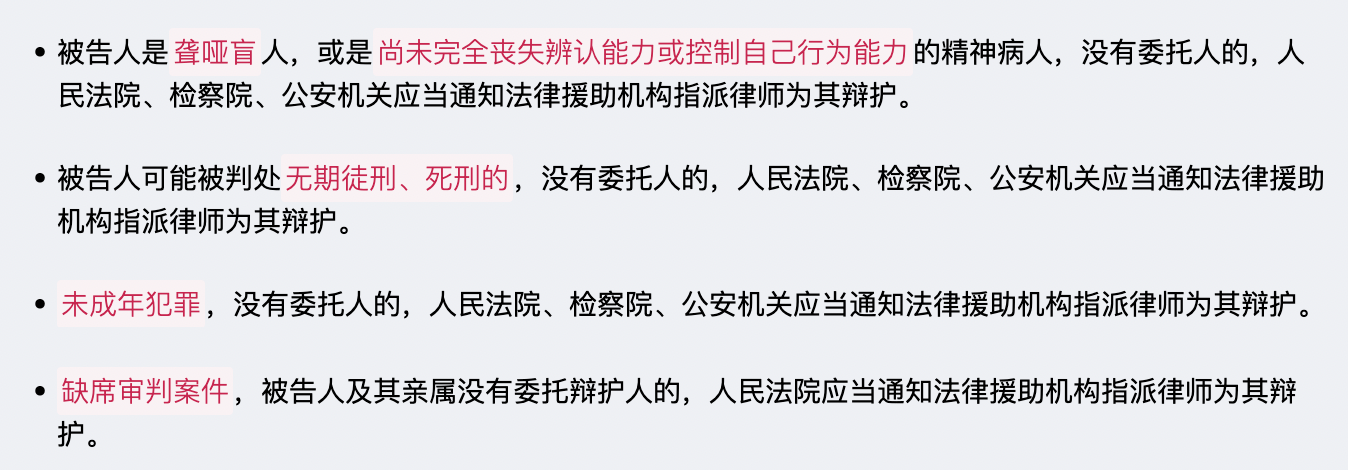 • 被告人是聋哑盲人，或是尚未完全丧失辨认能力或控制自己行为能力的精神病人，没有委托人的，人
民法院、检察院、公安机关应当通知法律援助机构指派律师为其辩护。
• 被告人可能被判处无期徒刑、死刑的，没有委托人的，人民法院、检察院、公安机关应当通知法律援助
机构指派律师为其辩护。
• 未成年犯罪，没有委托人的，人民法院、检察院、公安机关应当通知法律援助机构指派律师为其辩护。
• 缺席审判案件，被告人及其亲属没有委托辩护人的，人民法院应当通知法律援助机构指派律师为其辩
护。